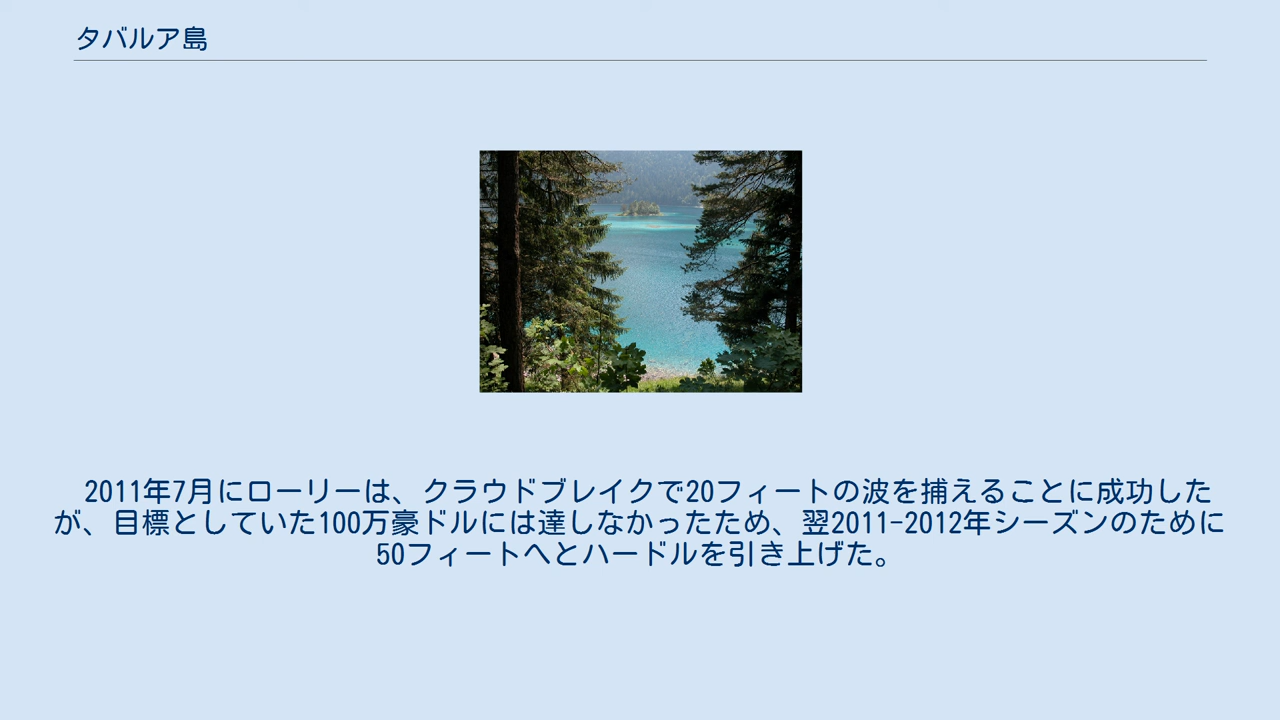 タバルア島
2011年7月にローリーは、クラウドブレイクで20フィートの波を捕えることに成功した
が、目標としていた100万豪ドルには達しなかったため、翌2011-2012年シーズンのために
50フィートへとハードルを引き上げた。